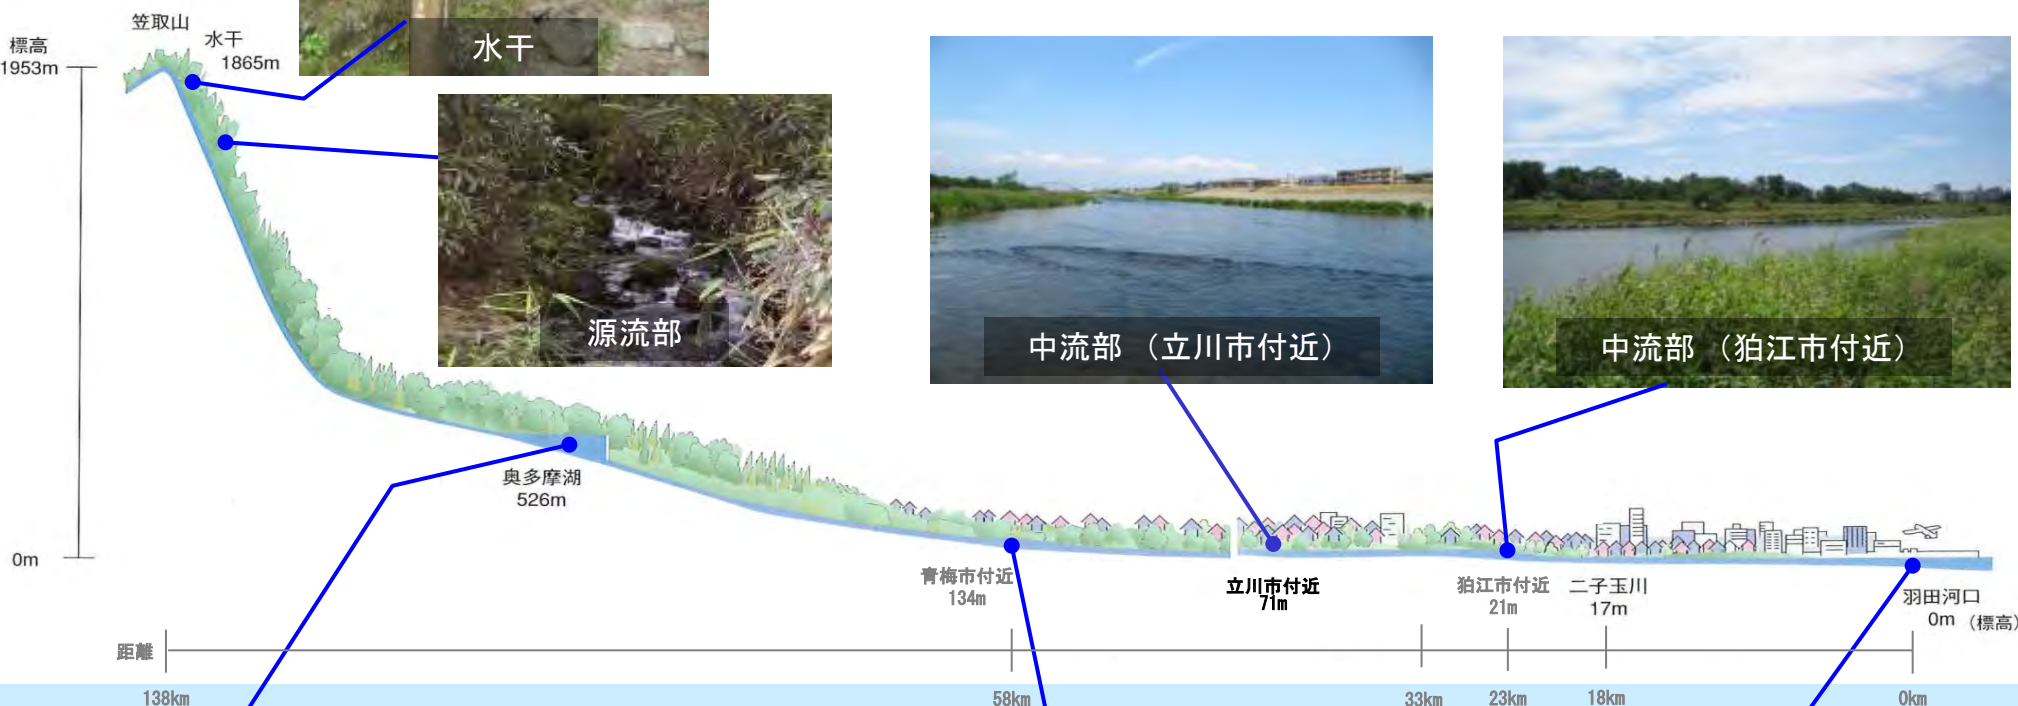 笠取山
水干
1865m
標高
1953m
水干
源流部
中流部 （立川市付近）
中流部 （狛江市付近）
奥多摩湖
526m
0m
青梅市付近
134m
立川市付近
71m
狛江市付近
21m
二子玉川
17m
羽田河口
0m （標高）
距離
138km
58km
33km
23km
18km
0km